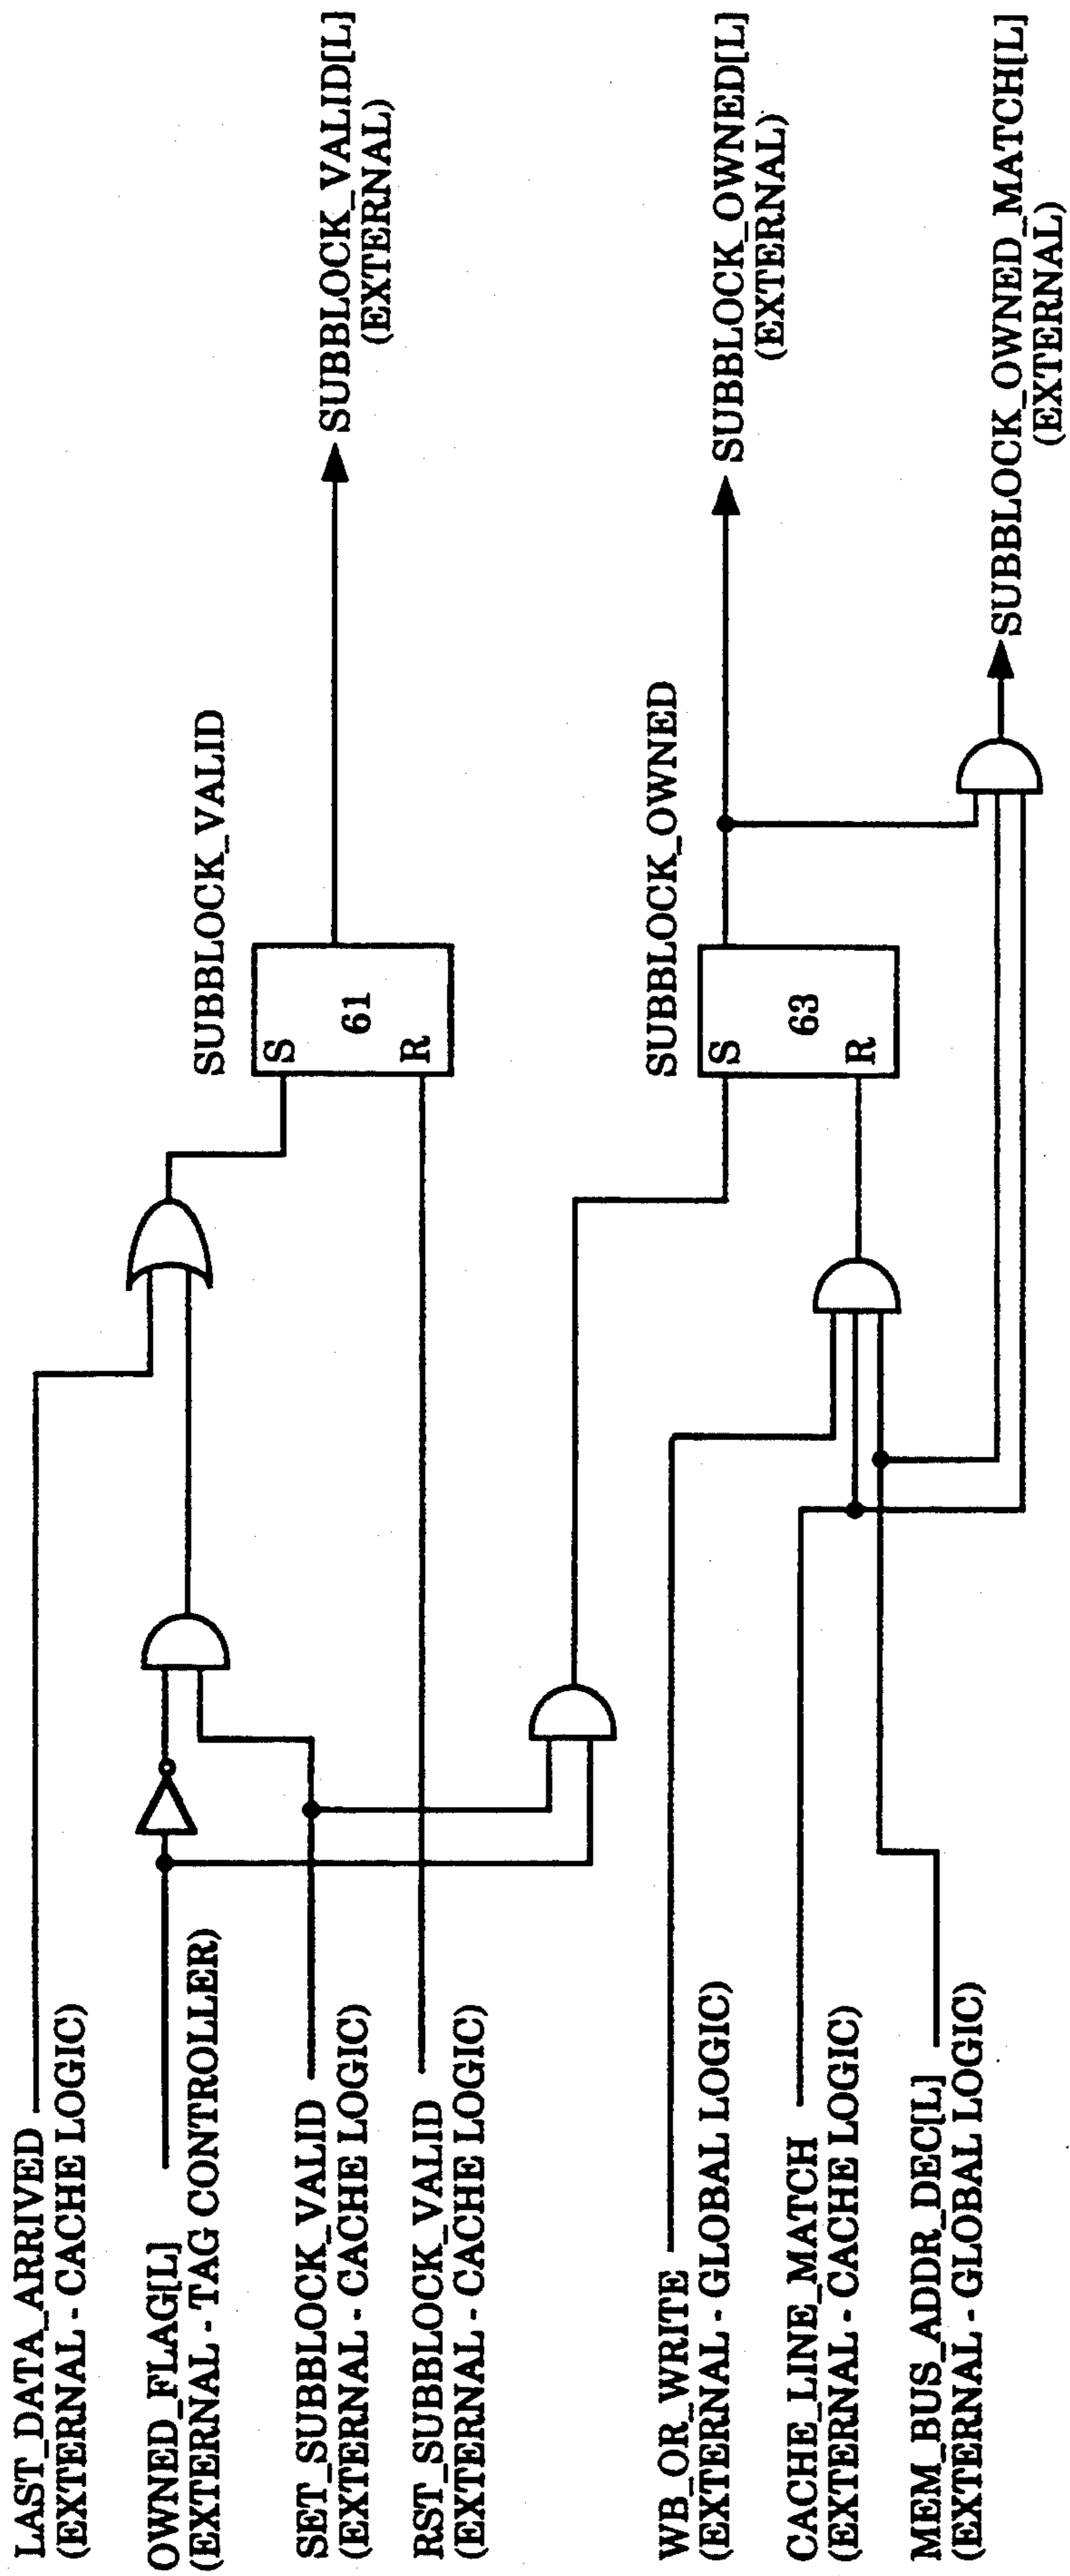 LAST_DATA_ARRIVED
(EXTERNAL - CACHE LOGIC)
OWNED_FLAG[L]
(EXTERNAL - TAG CONTROLLER)
SET_SUBBLOCK_VALID
(EXTERNAL - CACHE LOGIC)
RST_SUBBLOCK_VALID
(EXTERNAL - CACHE LOGIC)
SUBBLOCK_VALID
S
61
R
SUBBLOCK_VALID[L]
(EXTERNAL)
WB_OR_WRITE
(EXTERNAL - GLOBAL LOGIC)
CACHE_LINE_MATCH
(EXTERNAL - CACHE LOGIC)
MEM_BUS_ADDR_DEC[L]
(EXTERNAL - GLOBAL LOGIC)
SUBBLOCK_OWNED
S
63
R
SUBBLOCK_OWNED[L]
(EXTERNAL)
SUBBLOCK_OWNED_MATCH[L]
(EXTERNAL)